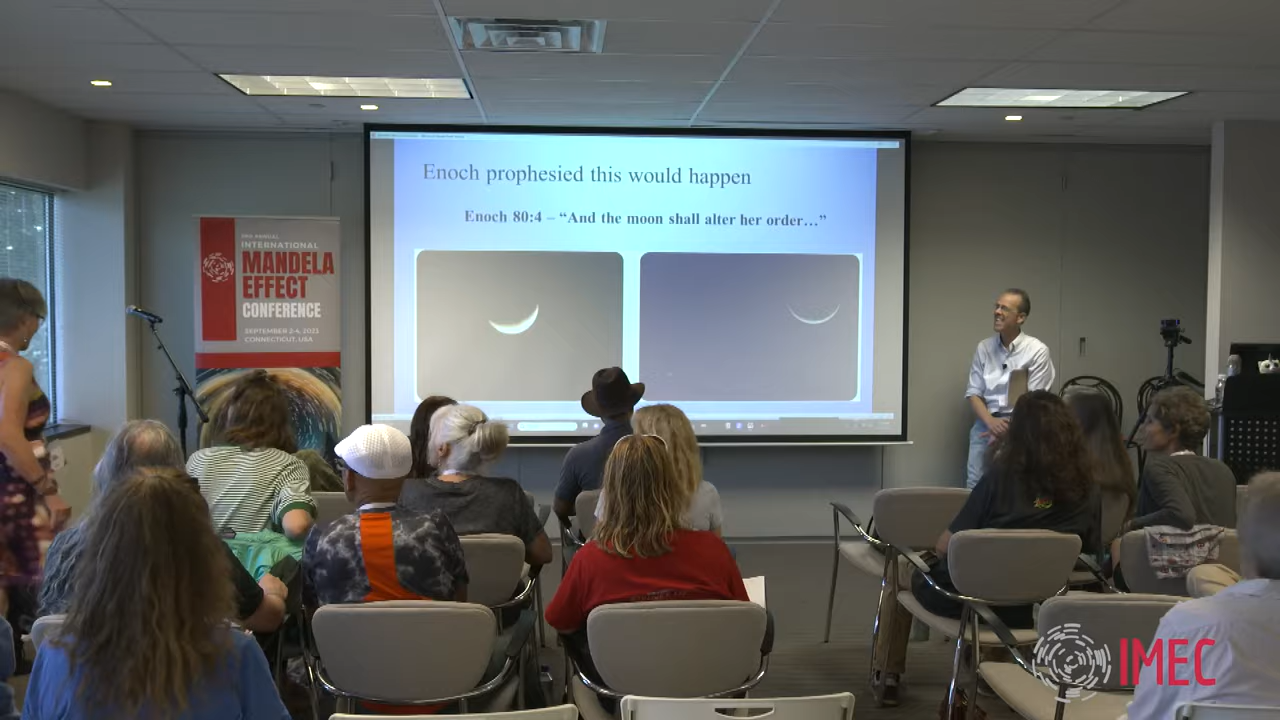 Enoch prophesied this would happen
Enoch 80:4 – “And the moon shall alter her order…”
INTERNATIONAL
MANDELA
EFFECT
CONFERENCE
SEPTEMBER 2-4, 2023
CONNECTICUT, USA
IMEC